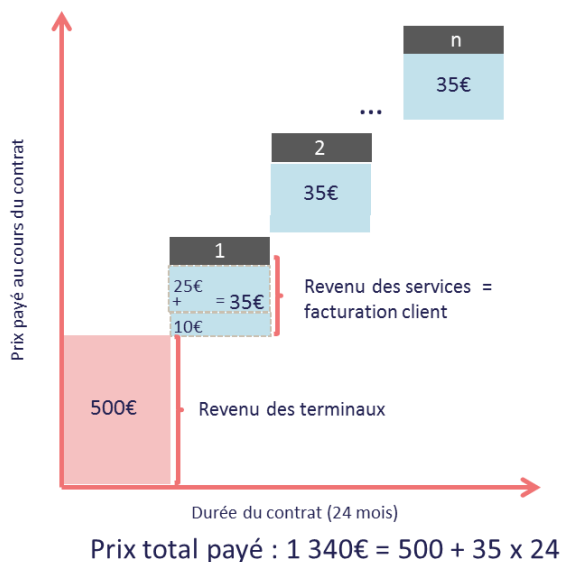 Prix payé au cours du contrat
n
35€
...
2
35€
1
25€
+ = 35€
10€
Revenu des services =
facturation client
500€
Revenu des terminaux
Durée du contrat (24 mois)
Prix total payé : 1 340€ = 500 + 35 x 24